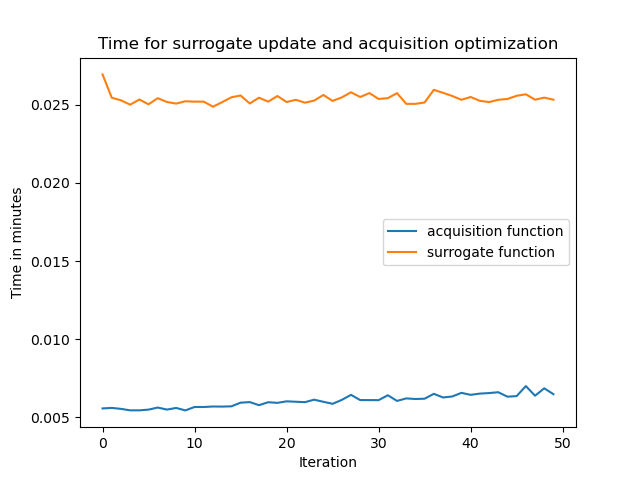 Time for surrogate update and acquisition optimization
0.025
0.020
0.015
0.010
0.005
Time in minutes
acquisition function
surrogate function
0 10 20 30 40 50
Iteration